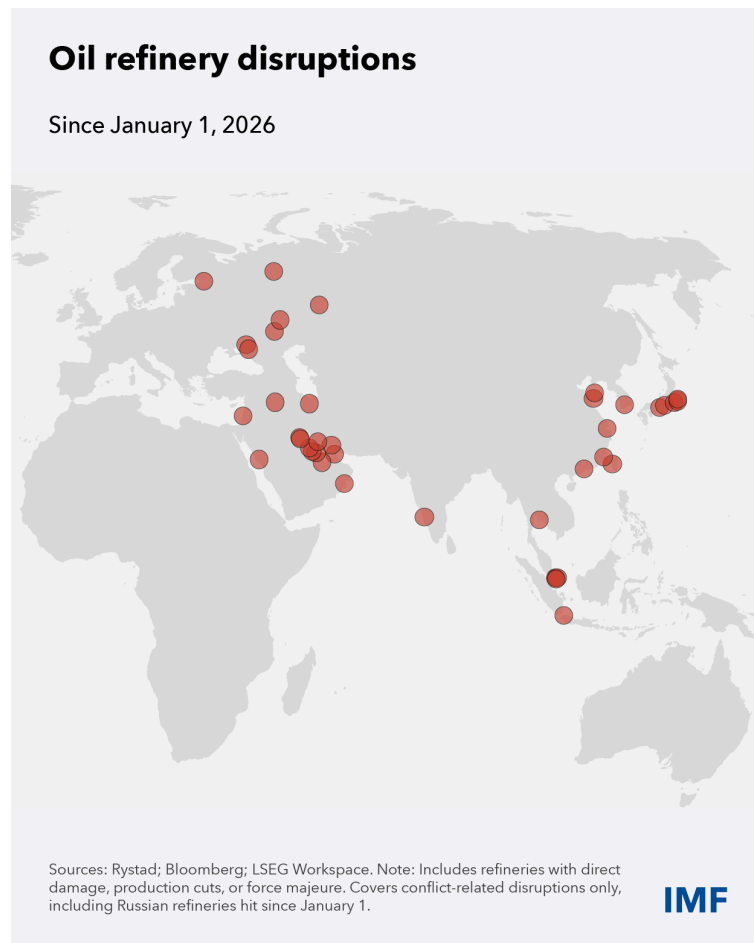 Oil refinery disruptions
Since January 1, 2026
Sources: Rystad; Bloomberg; LSEG Workspace. Note: Includes refineries with direct
damage, production cuts, or force majeure. Covers conflict-related disruptions only,
including Russian refineries hit since January 1.
IMF